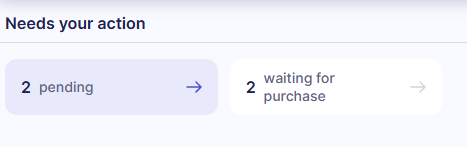 Needs your action
2 pending
2 waiting for
purchase